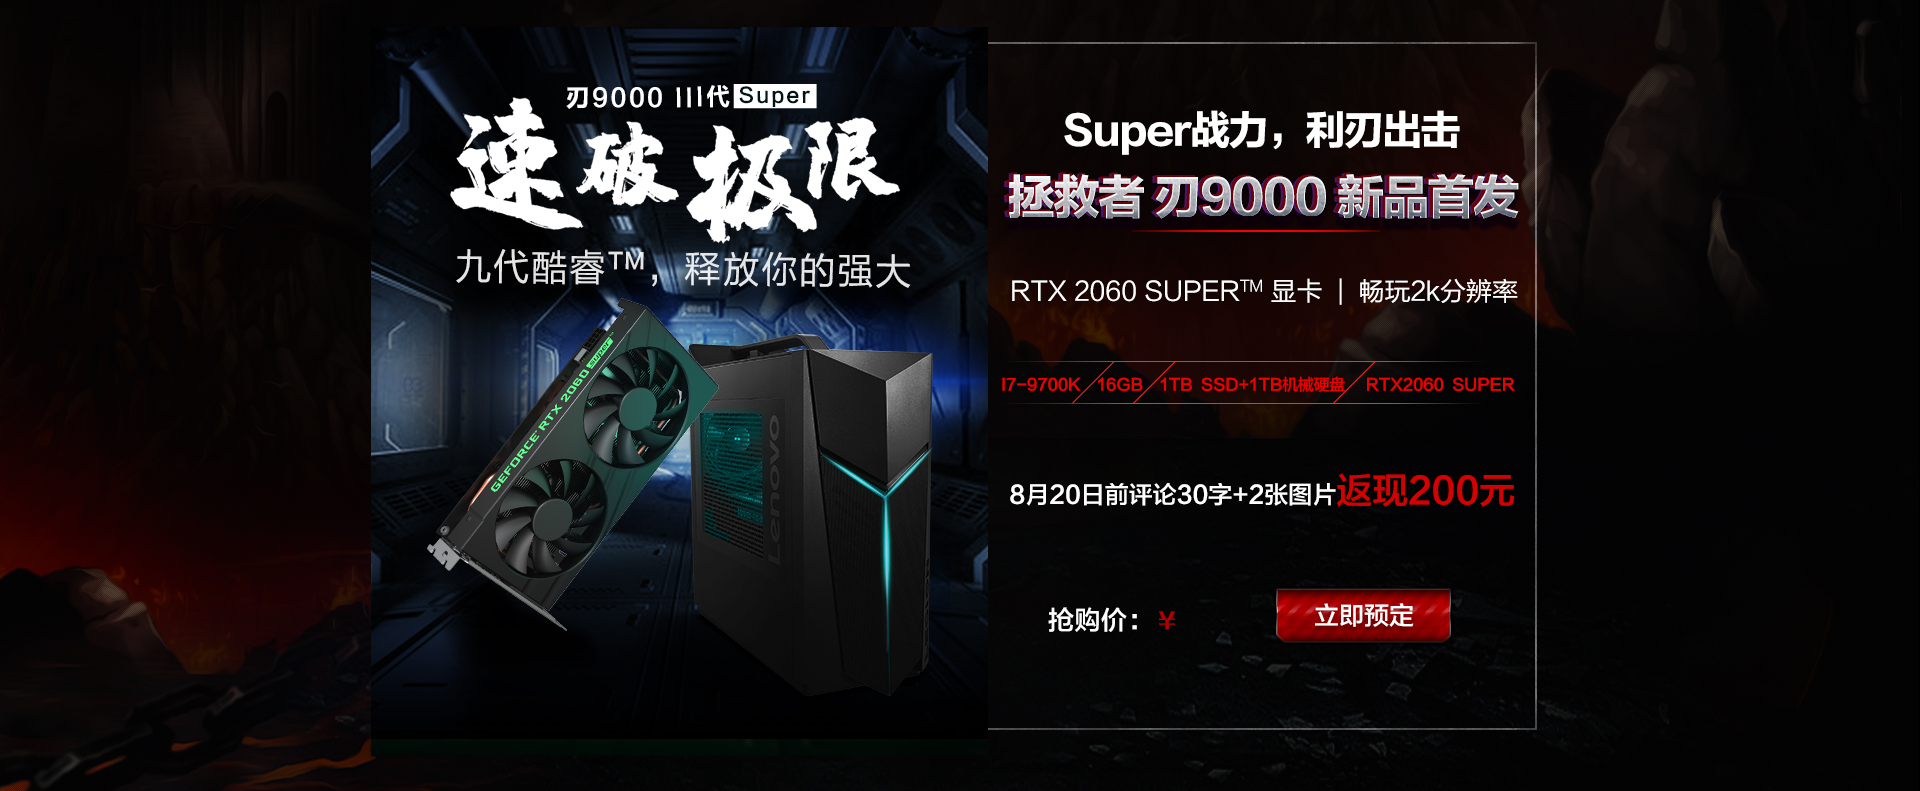 刃9000 III代 Super
速破极限
九代酷睿™，释放你的强大
GEFORCE RTX 2060 SUPER
Lenovo
Super战力，利刃出击
拯救者 刃9000 新品首发
RTX 2060 SUPER™ 显卡 | 畅玩2k分辨率
I7-9700K / 16GB / 1TB SSD+1TB机械硬盘 / RTX2060 SUPER
8月20日前评论30字+2张图片返现200元
抢购价： ¥
立即预定